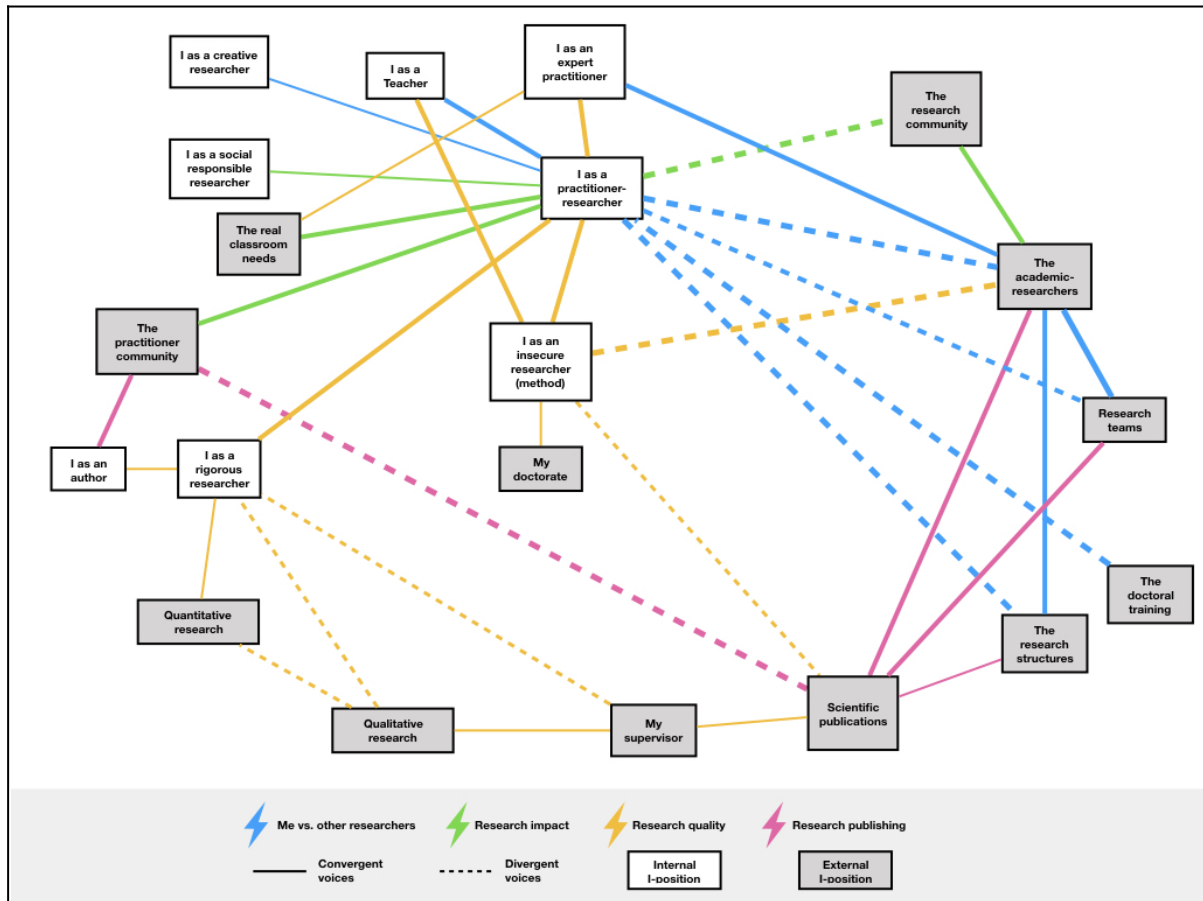 I as a creative
researcher
I as a
Teacher
I as an
expert
practitioner
The
research
community
I as a social
responsible
researcher
I as a
practitioner-
researcher
The real
classroom
needs
The
academic-
researchers
The
practitioner
community
I as an
insecure
researcher
(method)
Research
teams
I as an
author
I as a
rigorous
researcher
My
doctorate
The
doctoral
training
Quantitative
research
The
research
structures
Qualitative
research
My
supervisor
Scientific
publications
Me vs. other researchers
Research impact
Research quality
Research publishing
Convergent
voices
Divergent
voices
Internal
I-position
External
I-position